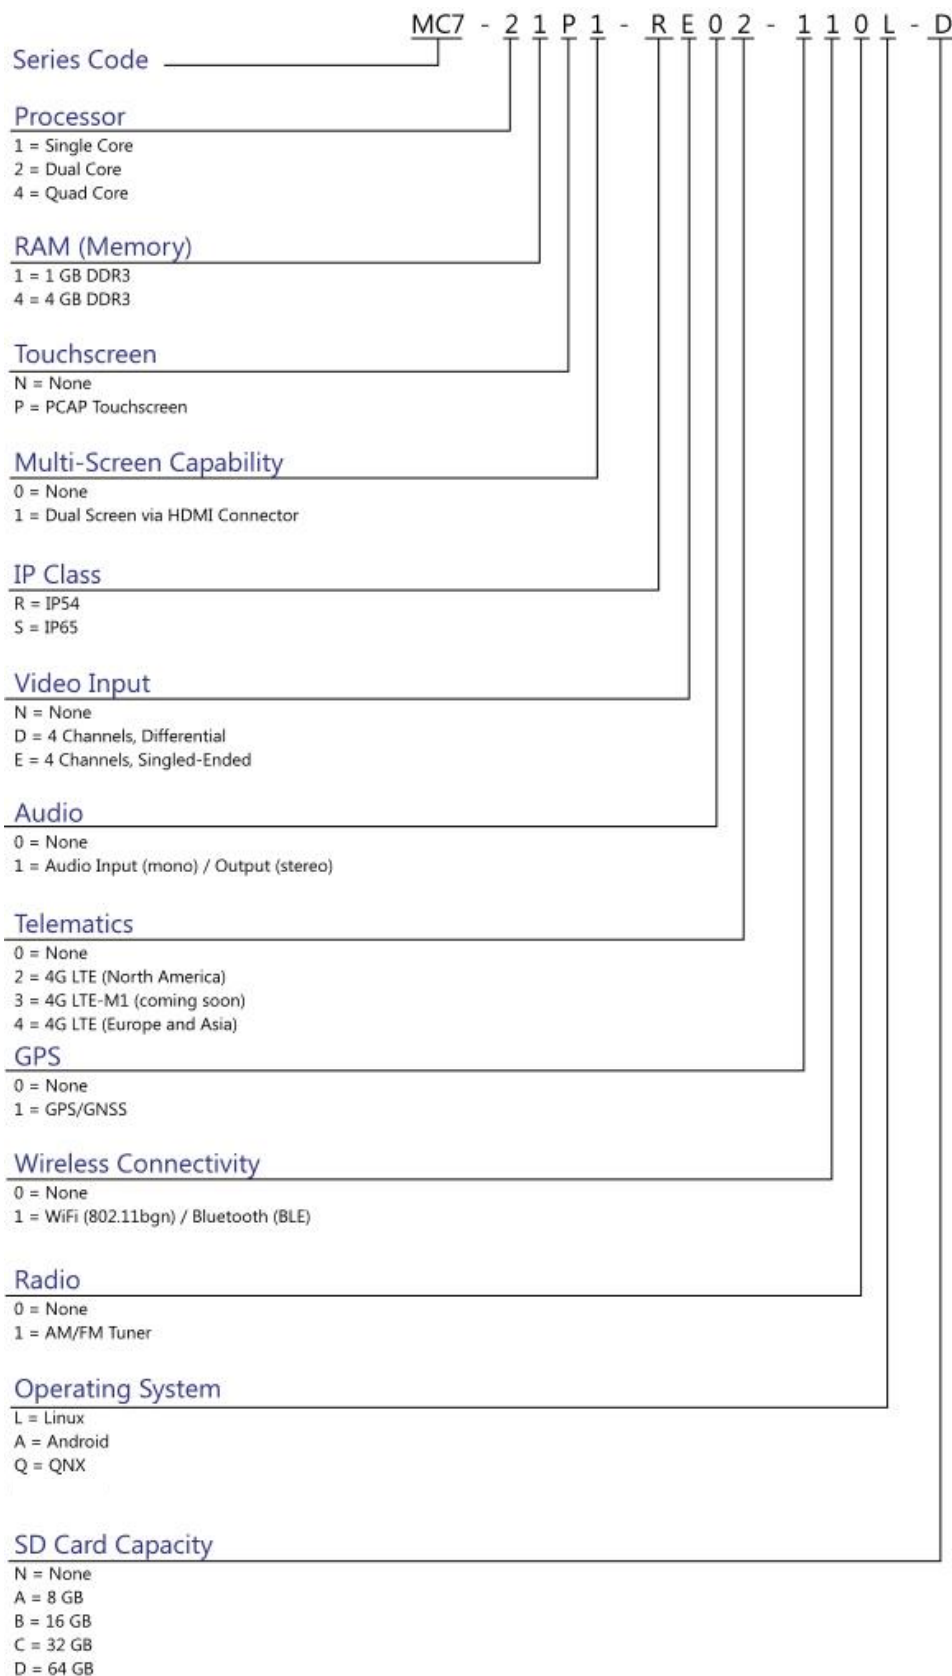 MC7 - 2 1 P 1 - R E 0 2 - 1 1 0 L - D
Series Code
Processor
1 = Single Core
2 = Dual Core
4 = Quad Core
RAM (Memory)
1 = 1 GB DDR3
4 = 4 GB DDR3
Touchscreen
N = None
P = PCAP Touchscreen
Multi-Screen Capability
0 = None
1 = Dual Screen via HDMI Connector
IP Class
R = IP54
S = IP65
Video Input
N = None
D = 4 Channels, Differential
E = 4 Channels, Singled-Ended
Audio
0 = None
1 = Audio Input (mono) / Output (stereo)
Telematics
0 = None
2 = 4G LTE (North America)
3 = 4G LTE-M1 (coming soon)
4 = 4G LTE (Europe and Asia)
GPS
0 = None
1 = GPS/GNSS
Wireless Connectivity
0 = None
1 = WiFi (802.11bgn) / Bluetooth (BLE)
Radio
0 = None
1 = AM/FM Tuner
Operating System
L = Linux
A = Android
Q = QNX
SD Card Capacity
N = None
A = 8 GB
B = 16 GB
C = 32 GB
D = 64 GB